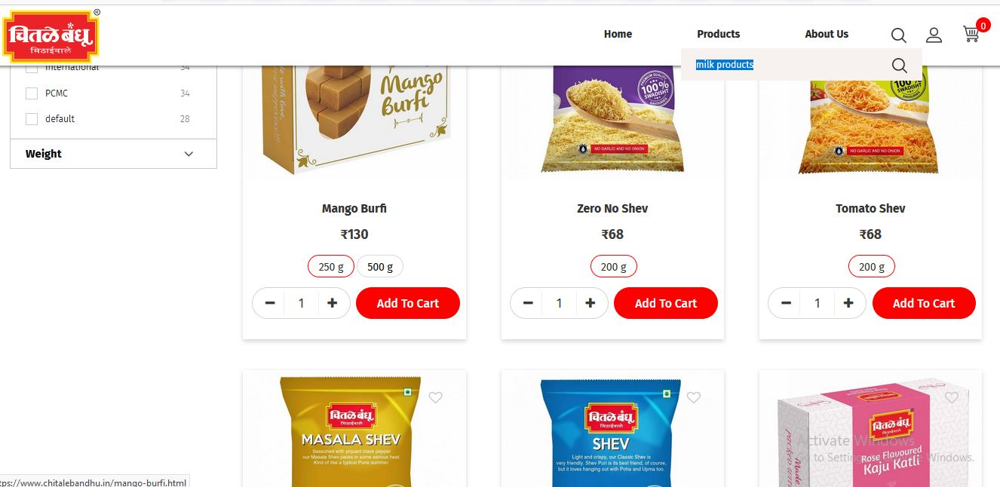 चितळे बंधू
मिठाईवाले
®
Home
Products
About Us
0
milk products
International
34
PCMC
34
default
28
Weight
Mango
Burfi
PREMIUM QUALITY
100%
SWADISHT
SAVOURIES
NO GARLIC AND NO ONION
100%
SWADISHT
SAVOURIES
NO GARLIC AND NO ONION
Mango Burfi
₹130
250 g
500 g
1
Add To Cart
Zero No Shev
₹68
200 g
1
Add To Cart
Tomato Shev
₹68
200 g
1
Add To Cart
चितळे बंधू
मिठाईवाले
MASALA SHEV
Seasoned with piquant black pepper
our Masala Shev packs in some serious heat.
Kind of like a typical Pune summer.
चितळे बंधू
मिठाईवाले
SHEV
Light and crispy, our Classic Shev is
very friendly. Shev Puri is its best friend, of course,
but it loves hanging out with Poha and Upma too.
चितळे बंधू
मिठाईवाले
Rose Flavoured
Kaju Katli
Made
Activate Windows
Go to Settings to activate Windows.
tps://www.chitalebandhu.in/mango-burfi.html